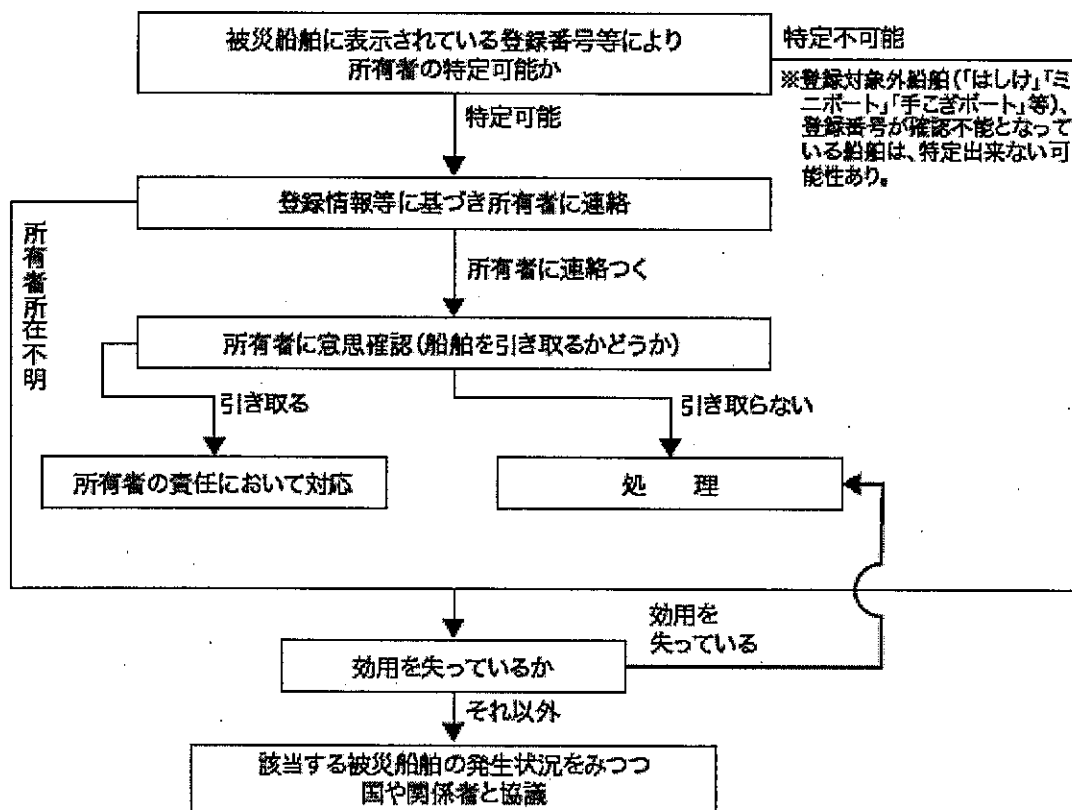 被災船舶に表示されている登録番号等により
所有者の特定可能か
特定不可能
※登録対象外船舶(「はしけ」「ミ
ニボート」「手こぎボート」等)、
登録番号が確認不能となって
いる船舶は、特定出来ない可
能性あり。
特定可能
登録情報等に基づき所有者に連絡
所有者所在不明
所有者に連絡つく
所有者に意思確認(船舶を引き取るかどうか)
引き取る
引き取らない
所有者の責任において対応
処 理
効用を
失っている
効用を失っているか
それ以外
該当する被災船舶の発生状況をみつつ
国や関係者と協議